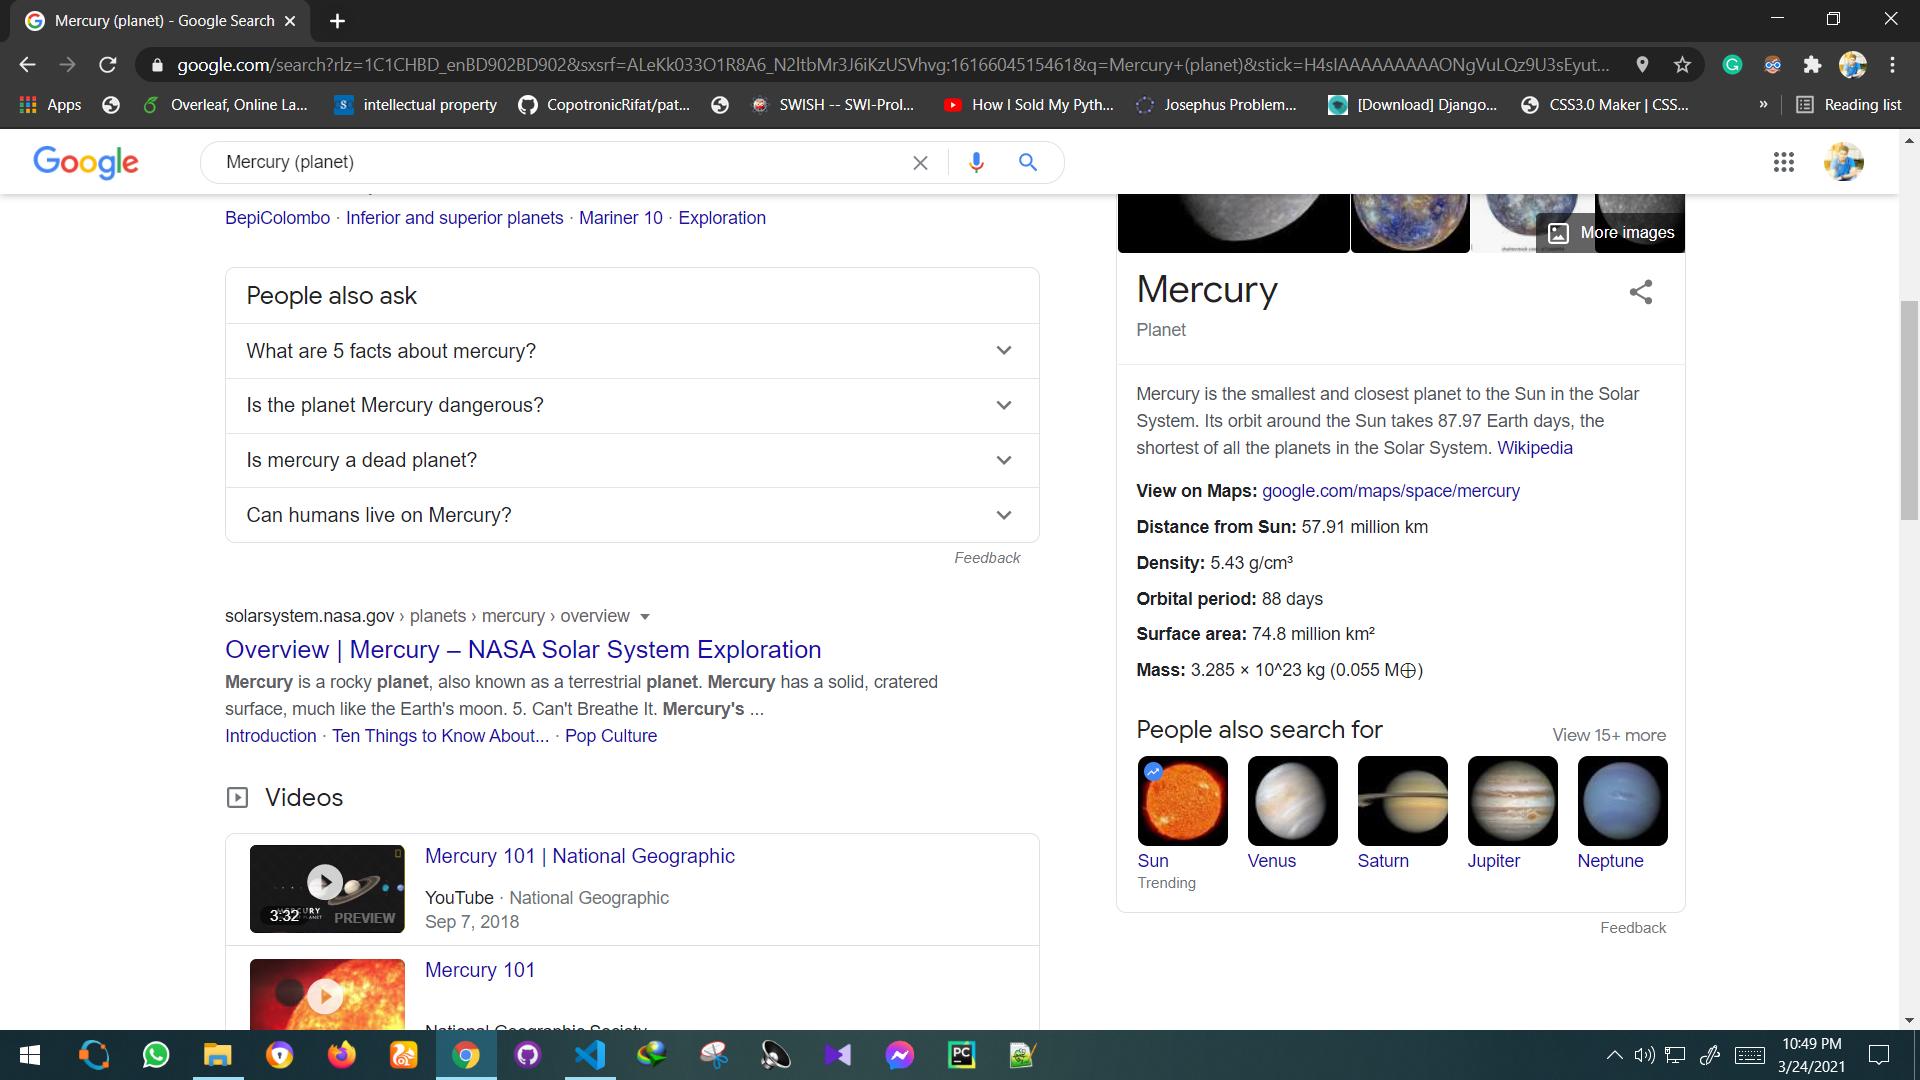 Mercury (planet) - Google Search
google.com/search?rlz=1C1CHBD_enBD902BD902&sxsrf=ALeKk033O1R8A6_N2ltbMr3J6iKzUSVhvg:1616604515461&q=Mercury+(planet)&stick=H4sIAAAAAAAAAONgVuLQz9U3sEyut...
Apps
Overleaf, Online La...
intellectual property
CopotronicRifat/pat...
SWISH -- SWI-Prol...
How I Sold My Pyth...
Josephus Problem...
[Download] Django...
CSS3.0 Maker | CSS...
»
Reading list
Google
Mercury (planet)
BepiColombo · Inferior and superior planets · Mariner 10 · Exploration
People also ask
What are 5 facts about mercury?
Is the planet Mercury dangerous?
Is mercury a dead planet?
Can humans live on Mercury?
Feedback
solarsystem.nasa.gov › planets › mercury › overview
Overview | Mercury – NASA Solar System Exploration
Mercury is a rocky planet, also known as a terrestrial planet. Mercury has a solid, cratered
surface, much like the Earth's moon. 5. Can't Breathe It. Mercury's ...
Introduction · Ten Things to Know About... · Pop Culture
Videos
3:32
PREVIEW
Mercury 101 | National Geographic
YouTube · National Geographic
Sep 7, 2018
Mercury 101
National Geographic Society
More images
Mercury
Planet
Mercury is the smallest and closest planet to the Sun in the Solar
System. Its orbit around the Sun takes 87.97 Earth days, the
shortest of all the planets in the Solar System. Wikipedia
View on Maps: google.com/maps/space/mercury
Distance from Sun: 57.91 million km
Density: 5.43 g/cm³
Orbital period: 88 days
Surface area: 74.8 million km²
Mass: 3.285 × 10^23 kg (0.055 M⊕)
People also search for
View 15+ more
Sun
Trending
Venus
Saturn
Jupiter
Neptune
Feedback
10:49 PM
3/24/2021